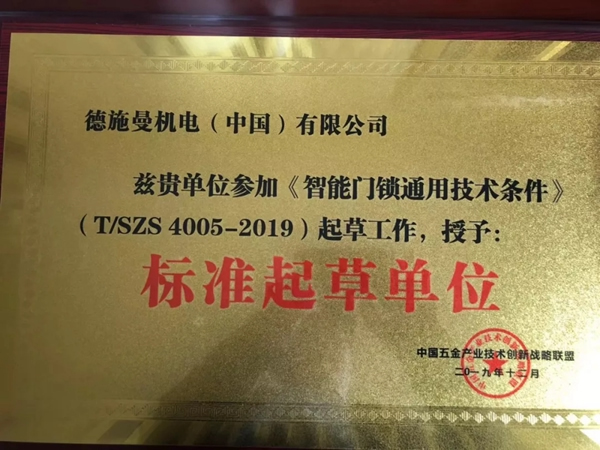 德施曼机电（中国）有限公司
兹贵单位参加《智能门锁通用技术条件》
（T/SZS 4005-2019）起草工作，授予：
标准起草单位
中国五金产业技术创新战略联盟
二〇一九年十二月